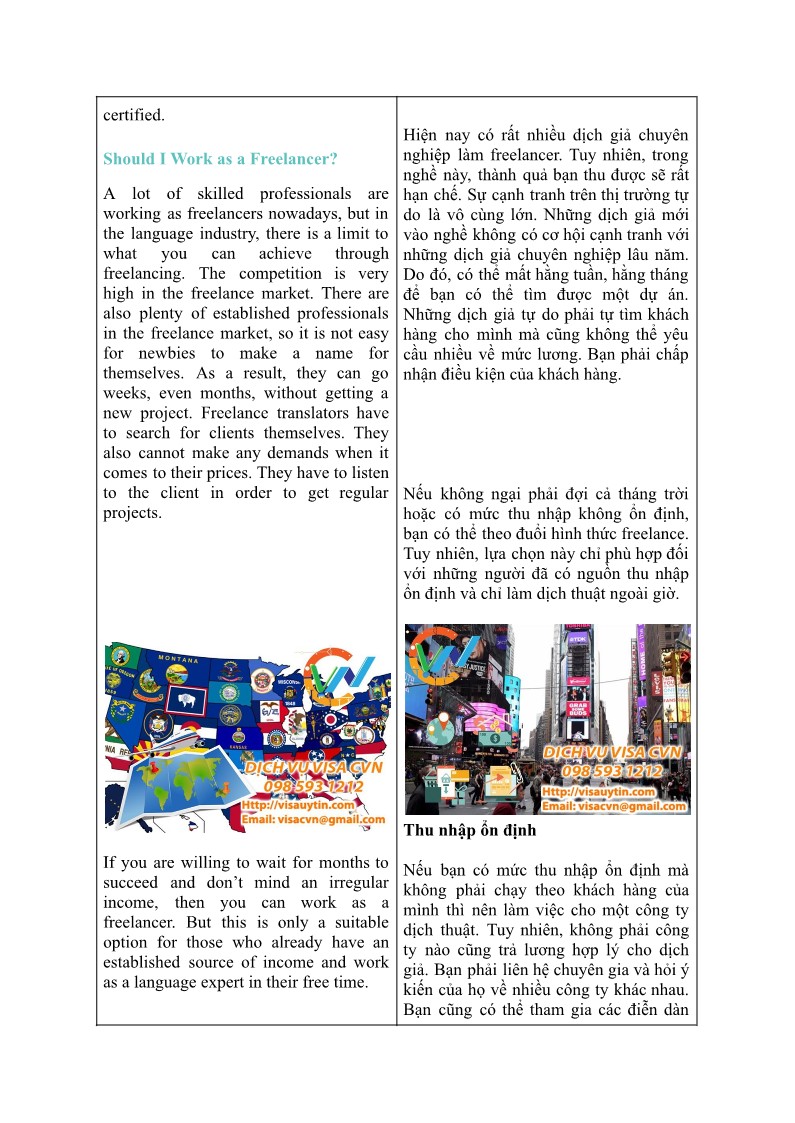 certified.
Should I Work as a Freelancer?
A lot of skilled professionals are
working as freelancers nowadays, but in
the language industry, there is a limit to
what you can achieve through
freelancing. The competition is very
high in the freelance market. There are
also plenty of established professionals
in the freelance market, so it is not easy
for newbies to make a name for
themselves. As a result, they can go
weeks, even months, without getting a
new project. Freelance translators have
to search for clients themselves. They
also cannot make any demands when it
comes to their prices. They have to listen
to the client in order to get regular
projects.
MONTANA
WISCONSIN
1848
KANSAS
DỊCH VỤ VISA CVN
098 593 1212
Http://visauytin.com
Email: visacvn@gmail.com
If you are willing to wait for months to
succeed and don’t mind an irregular
income, then you can work as a
freelancer. But this is only a suitable
option for those who already have an
established source of income and work
as a language expert in their free time.
Hiện nay có rất nhiều dịch giả chuyên
nghiệp làm freelancer. Tuy nhiên, trong
nghề này, thành quả bạn thu được sẽ rất
hạn chế. Sự cạnh tranh trên thị trường tự
do là vô cùng lớn. Những dịch giả mới
vào nghề không có cơ hội cạnh tranh với
những dịch giả chuyên nghiệp lâu năm.
Do đó, có thể mất hằng tuần, hằng tháng
để bạn có thể tìm được một dự án.
Những dịch giả tự do phải tự tìm khách
hàng cho mình mà cũng không thể yêu
cầu nhiều về mức lương. Bạn phải chấp
nhận điều kiện của khách hàng.
Nếu không ngại phải đợi cả tháng trời
hoặc có mức thu nhập không ổn định,
bạn có thể theo đuổi hình thức freelance.
Tuy nhiên, lựa chọn này chỉ phù hợp đối
với những người đã có nguồn thu nhập
ổn định và chỉ làm dịch thuật ngoài giờ.
TDK
GRAB
SOME
BUDS
DỊCH VỤ VISA CVN
098 593 1212
Http://visauytin.com
Email: visacvn@gmail.com
Thu nhập ổn định
Nếu bạn có mức thu nhập ổn định mà
không phải chạy theo khách hàng của
mình thì nên làm việc cho một công ty
dịch thuật. Tuy nhiên, không phải công
ty nào cũng trả lương hợp lý cho dịch
giả. Bạn phải liên hệ chuyên gia và hỏi ý
kiến của họ về nhiều công ty khác nhau.
Bạn cũng có thể tham gia các điễn dàn